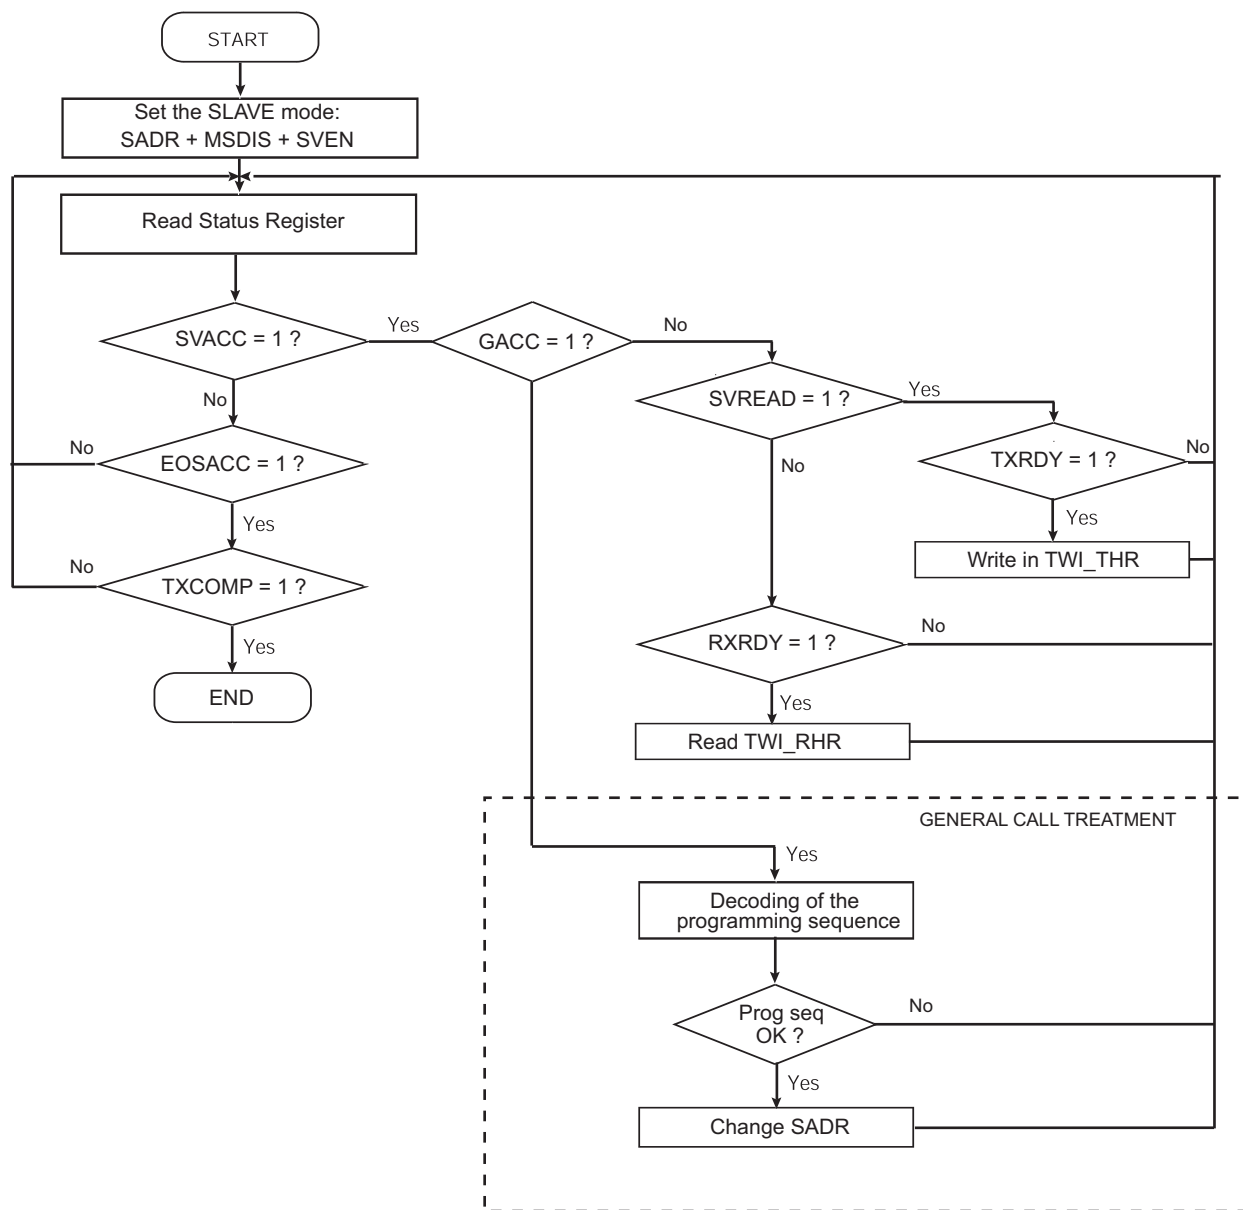 START
Set the SLAVE mode:
SADR + MSDIS + SVEN
Read Status Register
SVACC = 1 ?
Yes
GACC = 1 ?
No
SVREAD = 1 ?
Yes
No
EOSACC = 1 ?
No
TXRDY = 1 ?
No
No
Yes
Yes
Write in TWI_THR
No
TXCOMP = 1 ?
RXRDY = 1 ?
No
Yes
END
Yes
Read TWI_RHR
GENERAL CALL TREATMENT
Yes
Decoding of the
programming sequence
Prog seq
OK ?
No
Yes
Change SADR